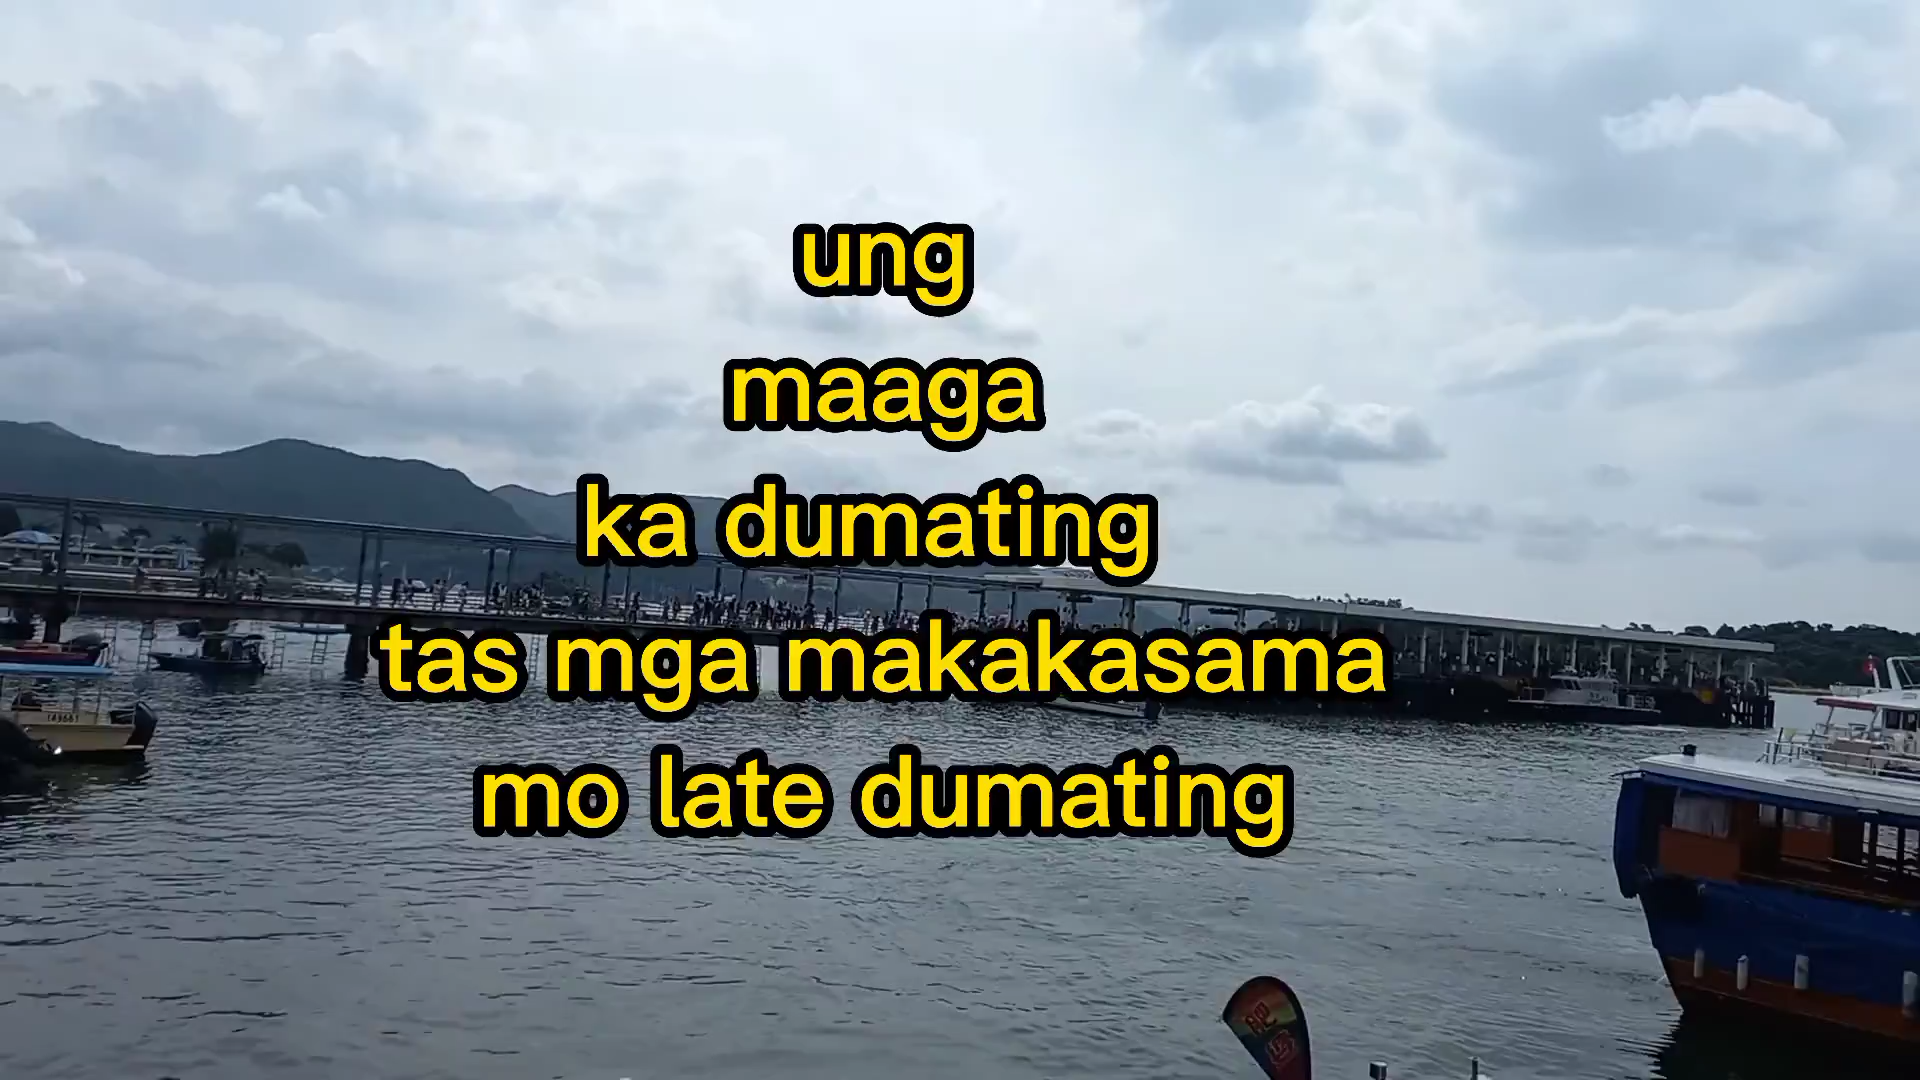 ung
maaga
ka dumating
tas mga makakasama
mo late dumating